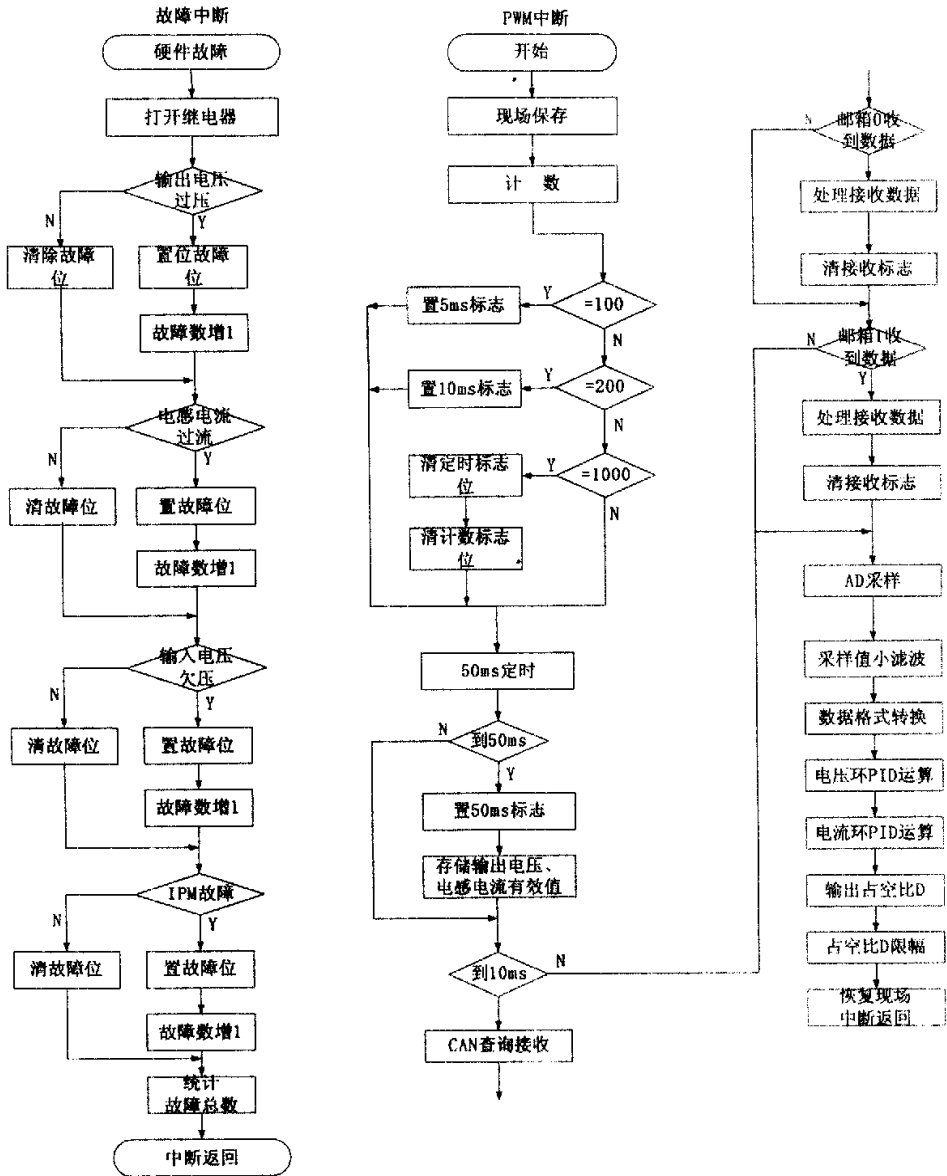 故障中断
硬件故障
打开继电器
输出电压
过压
N
Y
清除故障
位
置位故障
位
故障数增1
电感电流
过流
N
Y
清故障位
置故障位
故障数增1
输入电压
欠压
N
Y
清故障位
置故障位
故障数增1
IPM故障
N
Y
清故障位
置故障位
故障数增1
统计
故障总数
中断返回
PWM中断
开始
现场保存
计 数
=100
Y
N
置5ms标志
=200
Y
N
置10ms标志
=1000
Y
N
清定时标志
位
清计数标志
位
50ms定时
到50ms
N
Y
置50ms标志
存储输出电压、
电感电流有效值
到10ms
N
CAN查询接收
邮箱0收
到数据
N
处理接收数据
清接收标志
邮箱1收
到数据
N
Y
处理接收数据
清接收标志
AD采样
采样值小滤波
数据格式转换
电压环PID运算
电流环PID运算
输出占空比D
占空比D限幅
恢复现场
中断返回